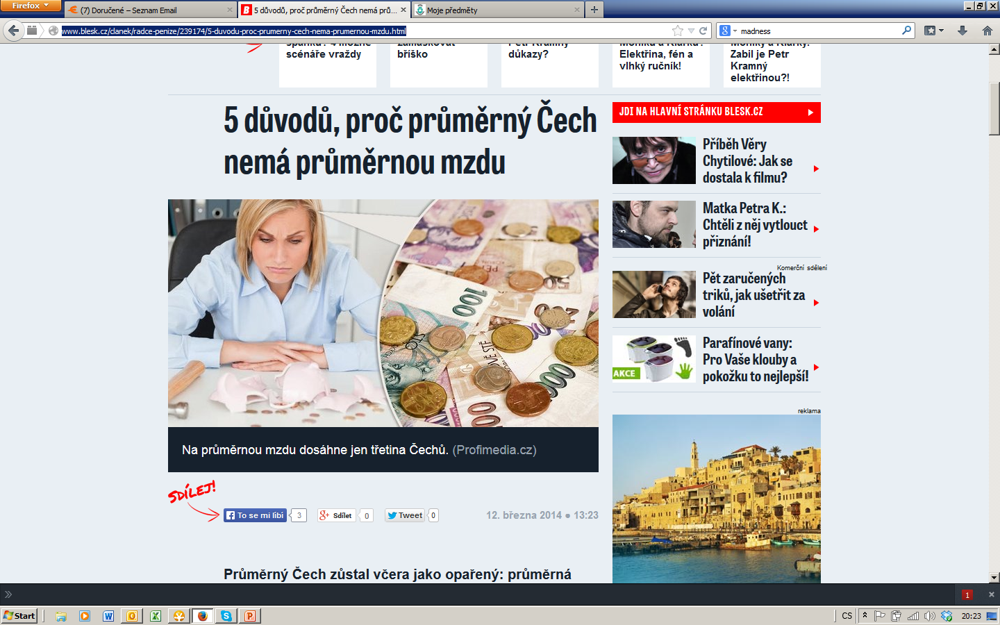 Firefox
(7) Doručené – Seznam Email
5 důvodů, proč průměrný Čech nemá prů...
Moje předměty
www.blesk.cz/clanek/radce-penize/239174/5-duvodu-proc-prumerny-cech-nema-prumernou-mzdu.html
madness
scénáře vraždy
bříško
důkazy?
Elektřina, fén a
vlhký ručník!
Zabil je Petr
Kramný
elektřinou?!
5 důvodů, proč průměrný Čech
nemá průměrnou mzdu
100
50
Na průměrnou mzdu dosáhne jen třetina Čechů. (Profimedia.cz)
SDÍLEJ!
To se mi líbí 3
Sdílet 0
Tweet 0
12. března 2014 ● 13:23
Průměrný Čech zůstal včera jako opařený: průměrná
JDI NA HLAVNÍ STRÁNKU BLESK.CZ
Příběh Věry
Chytilové: Jak se
dostala k filmu?
Matka Petra K.:
Chtěli z něj vytlouct
přiznání!
Komerční sdělení
Pět zaručených
triků, jak ušetřit za
volání
AKCE
Parafínové vany:
Pro Vaše klouby a
pokožku to nejlepší!
reklama
1
Start
CS
20:23